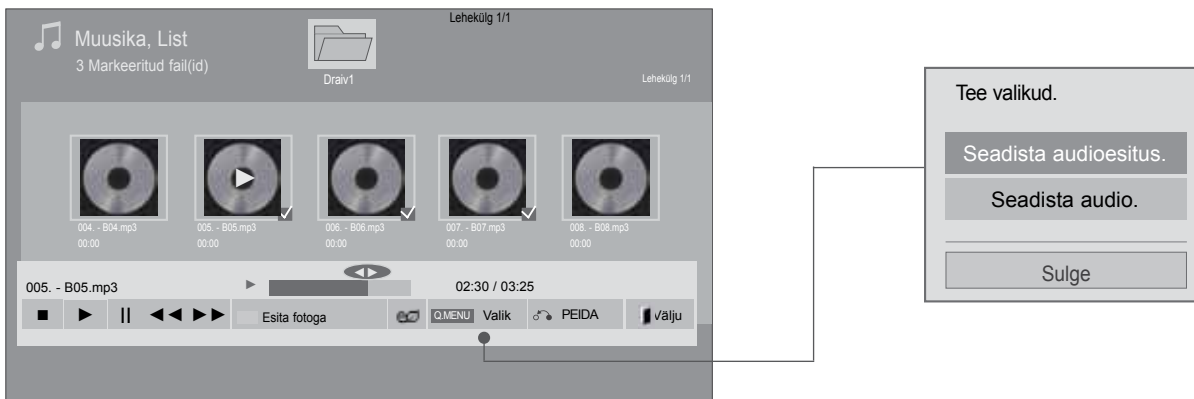 Lehekülg 1/1
Muusika, List
3 Markeeritud fail(id)
Draiv1
Lehekülg 1/1
004. - B04.mp3
00:00
005. - B05.mp3
00:00
006. - B06.mp3
00:00
007. - B07.mp3
00:00
008. - B08.mp3
00:00
005. - B05.mp3
02:30 / 03:25
Esita fotoga
Q.MENU Valik
PEIDA
Välju
Tee valikud.
Seadista audioesitus.
Seadista audio.
Sulge